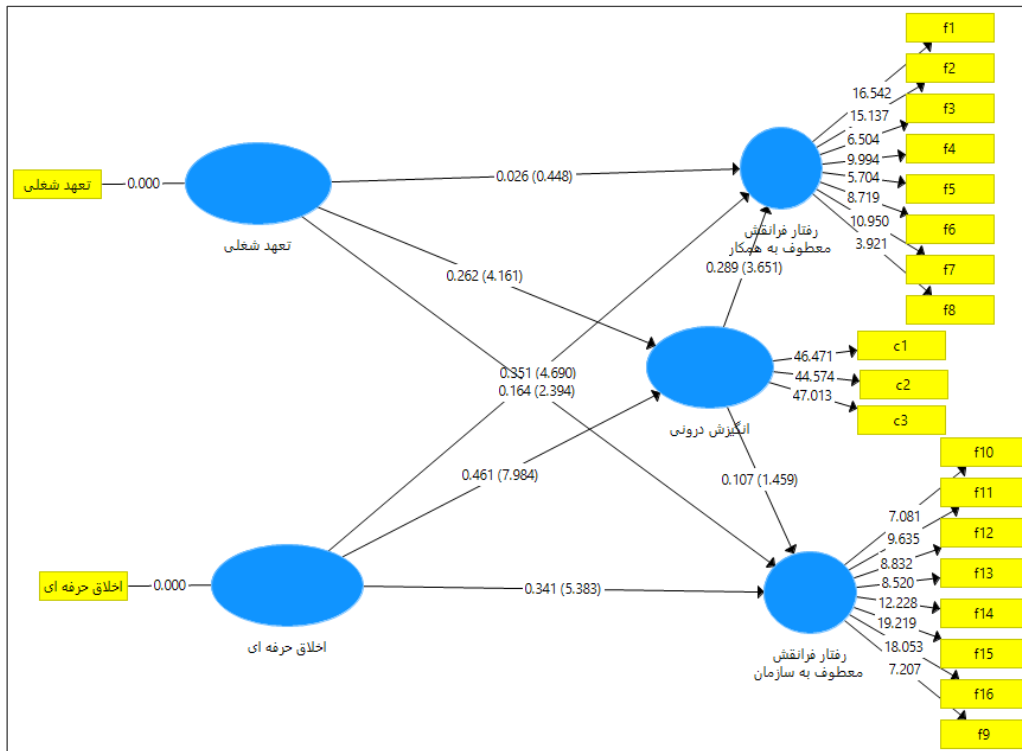 f1
f2
16.542
15.137
f3
6.504
f4
9.994
تعهد شغلی
0.000
0.026 (0.448)
5.704
f5
8.719
f6
10.950
تعهد شغلی
رفتار فرانقش
معطوف به همکار
3.921
f7
0.262 (4.161)
0.289 (3.651)
f8
c1
46.471
0.351 (4.690)
44.574
c2
0.164 (2.394)
47.013
c3
انگیزش درونی
f10
0.461 (7.984)
0.107 (1.459)
f11
7.081
9.635
f12
8.832
f13
اخلاق حرفه ای
0.000
0.341 (5.383)
8.520
12.228
f14
19.219
اخلاق حرفه ای
رفتار فرانقش
معطوف به سازمان
18.053
f15
7.207
f16
f9